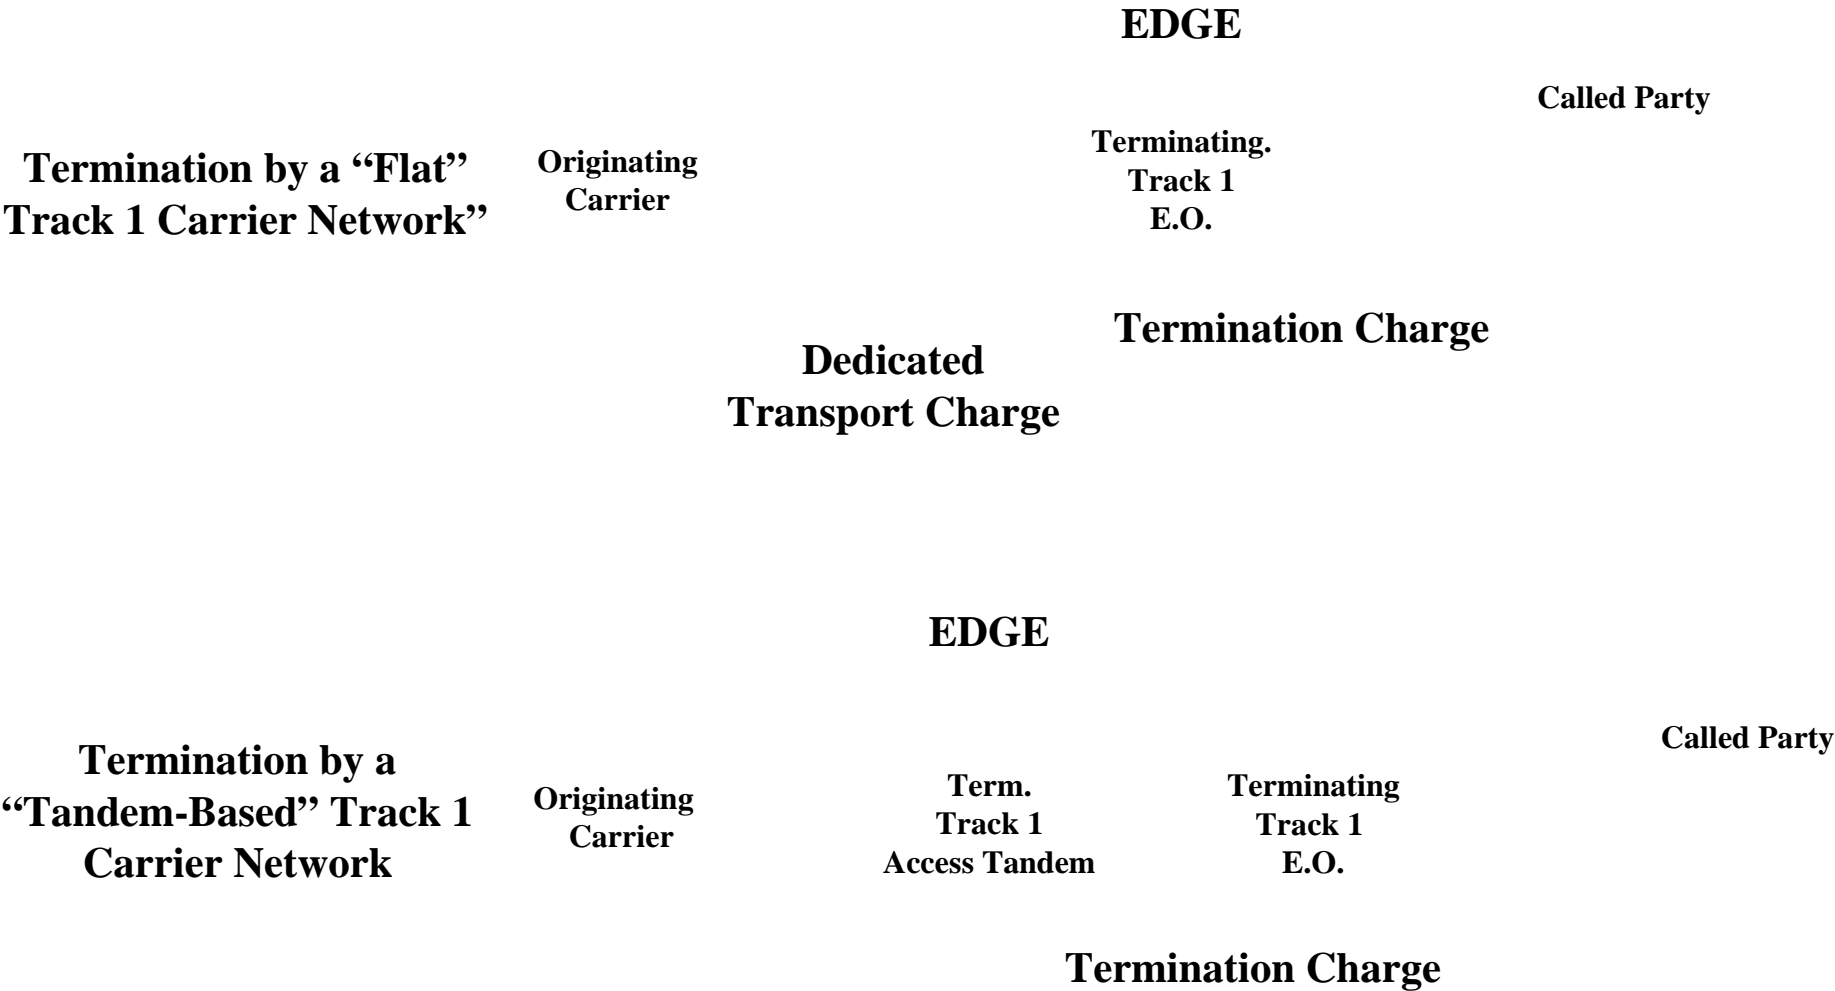 EDGE
Called Party
Termination by a “Flat”
Track 1 Carrier Network”
Originating
Carrier
Terminating.
Track 1
E.O.
Termination Charge
Dedicated
Transport Charge
EDGE
Called Party
Termination by a
“Tandem-Based” Track 1
Carrier Network
Originating
Carrier
Term.
Track 1
Access Tandem
Terminating
Track 1
E.O.
Termination Charge